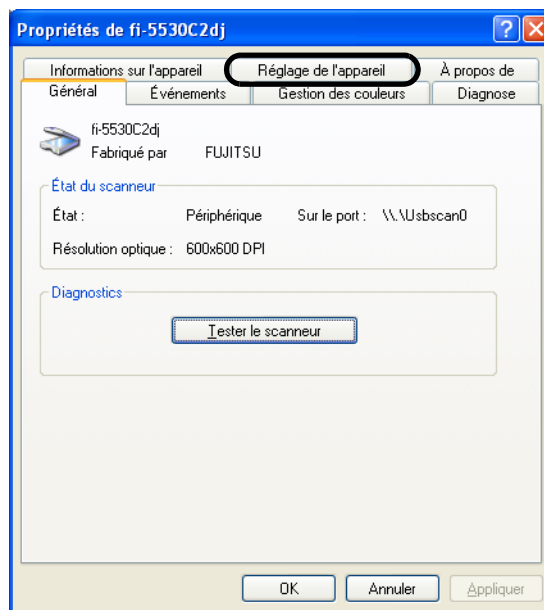 Propriétés de fi-5530C2dj
Informations sur l'appareil Réglage de l'appareil À propos de
Général Événements Gestion des couleurs Diagnose
fi-5530C2dj
Fabriqué par FUJITSU
État du scanneur
État : Périphérique Sur le port : \\.\Usbscan0
Résolution optique : 600x600 DPI
Diagnostics
Tester le scanneur
OK Annuler Appliquer